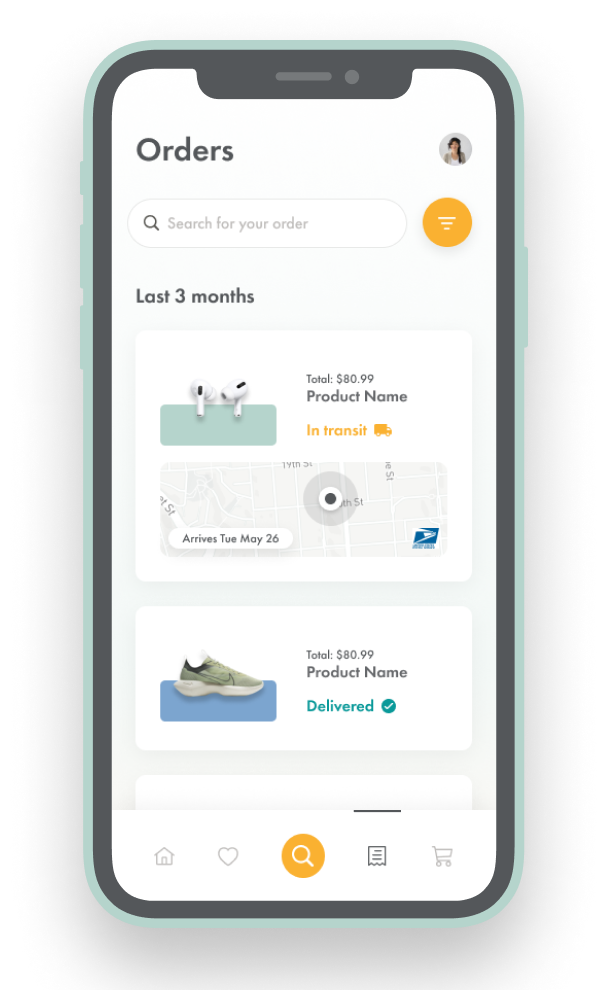 Orders
Search for your order
Last 3 months
Total: $80.99
Product Name
In transit
19th St
th St
Arrives Tue May 26
Total: $80.99
Product Name
Delivered